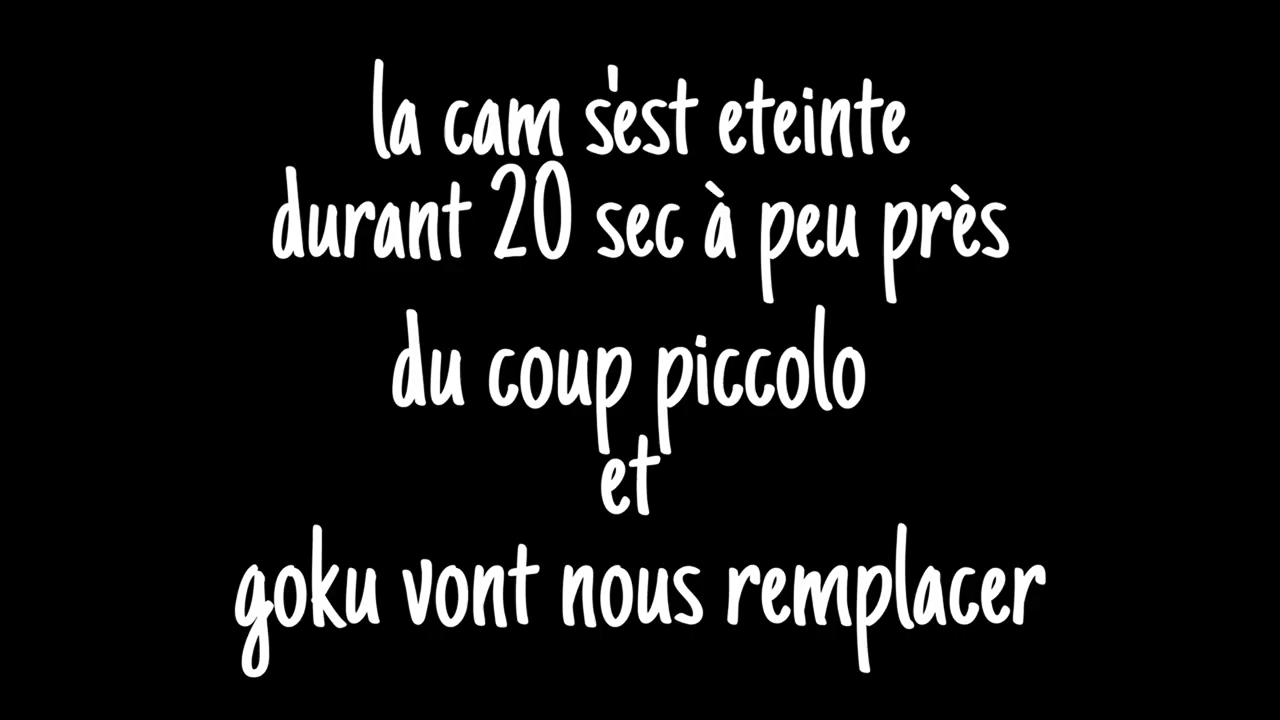 la cam s'est eteinte
durant 20 sec à peu près
du coup piccolo
et
goku vont nous remplacer